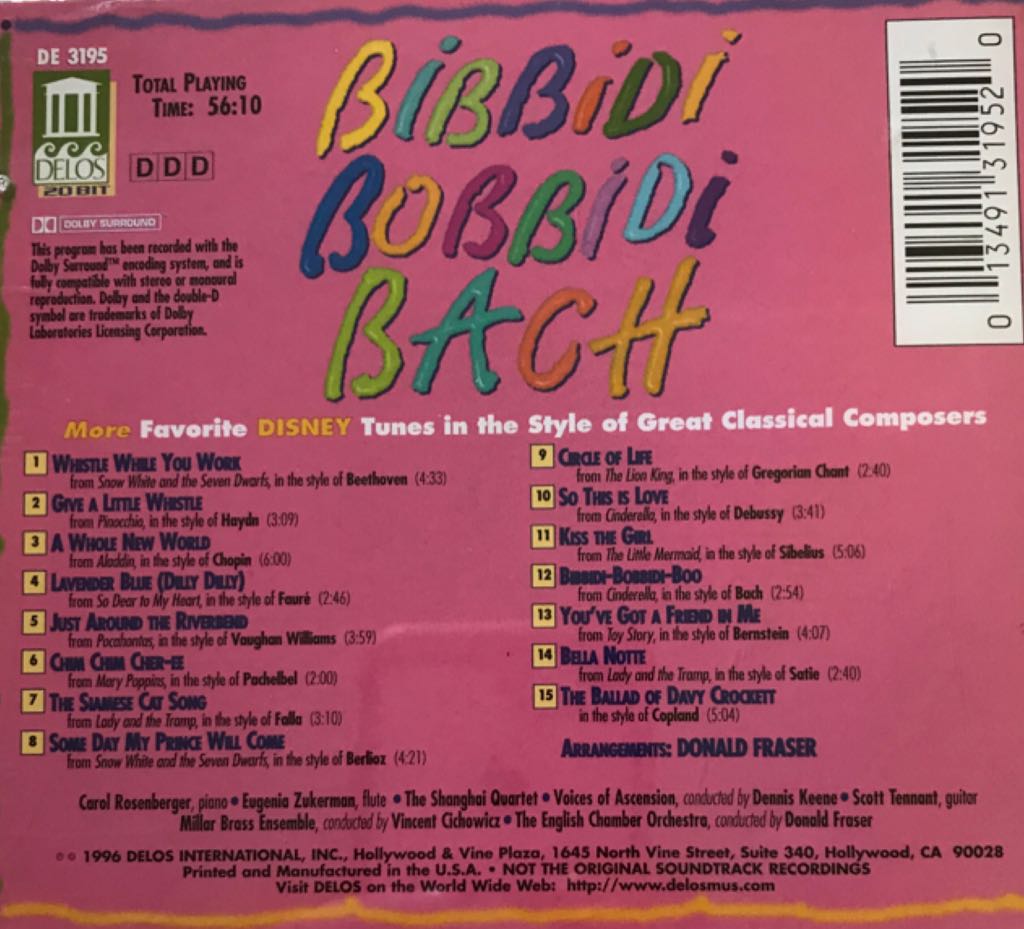 DE 3195
DELOS
20 BIT
TOTAL PLAYING
TIME: 56:10
DDD
DOLBY SURROUND
This program has been recorded with the
Dolby Surround™ encoding system, and is
fully compatible with stereo or monoural
reproduction. Dolby and the double-D
symbol are trademarks of Dolby
Laboratories Licensing Corporation.
BiBBiDi
BOBBiDi
BACH
0 13491 31952 0
More Favorite DISNEY Tunes in the Style of Great Classical Composers
1 WHISTLE WHILE YOU WORK
from Snow White and the Seven Dwarfs, in the style of Beethoven (4:33)
2 GIVE A LITTLE WHISTLE
from Pinocchio, in the style of Haydn (3:09)
3 A WHOLE NEW WORLD
from Aladdin, in the style of Chopin (6:00)
4 LAVENDER BLUE (DILLY DILLY)
from So Dear to My Heart, in the style of Fauré (2:46)
5 JUST AROUND THE RIVERBEND
from Pocahontas, in the style of Vaughan Williams (3:59)
6 CHIM CHIM CHER-EE
from Mary Poppins, in the style of Pachelbel (2:00)
7 THE SIAMESE CAT SONG
from Lady and the Tramp, in the style of Falla (3:10)
8 SOME DAY MY PRINCE WILL COME
from Snow White and the Seven Dwarfs, in the style of Berlioz (4:21)
9 CIRCLE OF LIFE
from The Lion King, in the style of Gregorian Chant (2:40)
10 SO THIS IS LOVE
from Cinderella, in the style of Debussy (3:41)
11 KISS THE GIRL
from The Little Mermaid, in the style of Sibelius (5:06)
12 BIBBIDI-BOBBIDI-BOO
from Cinderella, in the style of Bach (2:54)
13 YOU'VE GOT A FRIEND IN ME
from Toy Story, in the style of Bernstein (4:07)
14 BELLA NOTTE
from Lady and the Tramp, in the style of Satie (2:40)
15 THE BALLAD OF DAVY CROCKETT
in the style of Copland (5:04)
ARRANGEMENTS: DONALD FRASER
Carol Rosenberger, piano • Eugenia Zukerman, flute • The Shanghai Quartet • Voices of Ascension, conducted by Dennis Keene • Scott Tennant, guitar
Millar Brass Ensemble, conducted by Vincent Cichowicz • The English Chamber Orchestra, conducted by Donald Fraser
℗ © 1996 DELOS INTERNATIONAL, INC., Hollywood & Vine Plaza, 1645 North Vine Street, Suite 340, Hollywood, CA 90028
Printed and Manufactured in the U.S.A. • NOT THE ORIGINAL SOUNDTRACK RECORDINGS
Visit DELOS on the World Wide Web: http://www.delosmus.com